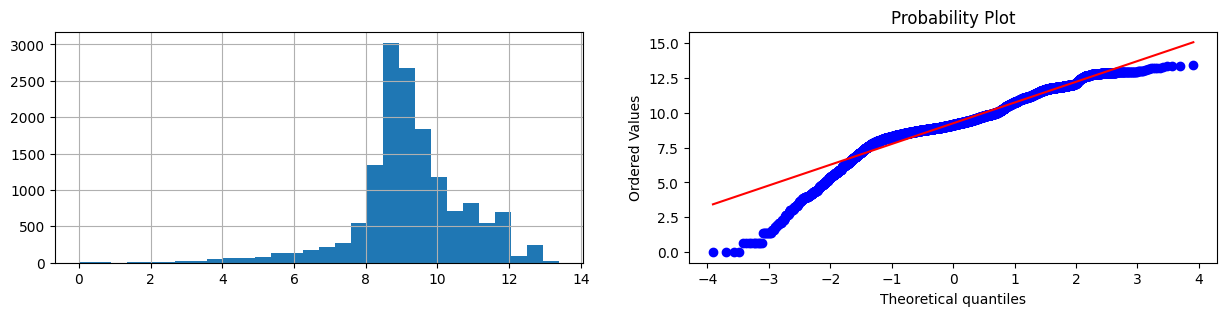 3000
2500
2000
1500
1000
500
0
0 2 4 6 8 10 12 14
Probability Plot
Ordered Values
15.0
12.5
10.0
7.5
5.0
2.5
0.0
−4 −3 −2 −1 0 1 2 3 4
Theoretical quantiles